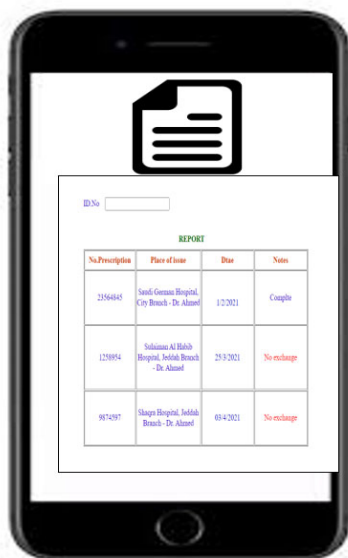 ID.No
REPORT
No.Prescription Place of issue Dtae Notes
Saudi German Hospital,
23564845 City Branch - Dr. Ahmed 1/2/2021 Complte
Sulaiman Al Habib
1258954 Hospital, Jeddah Branch 25/3/2021 No exchange
- Dr. Ahmed
9874597 Shaqra Hospital, Jeddah 03/4/2021 No exchange
Branch - Dr. Ahmed